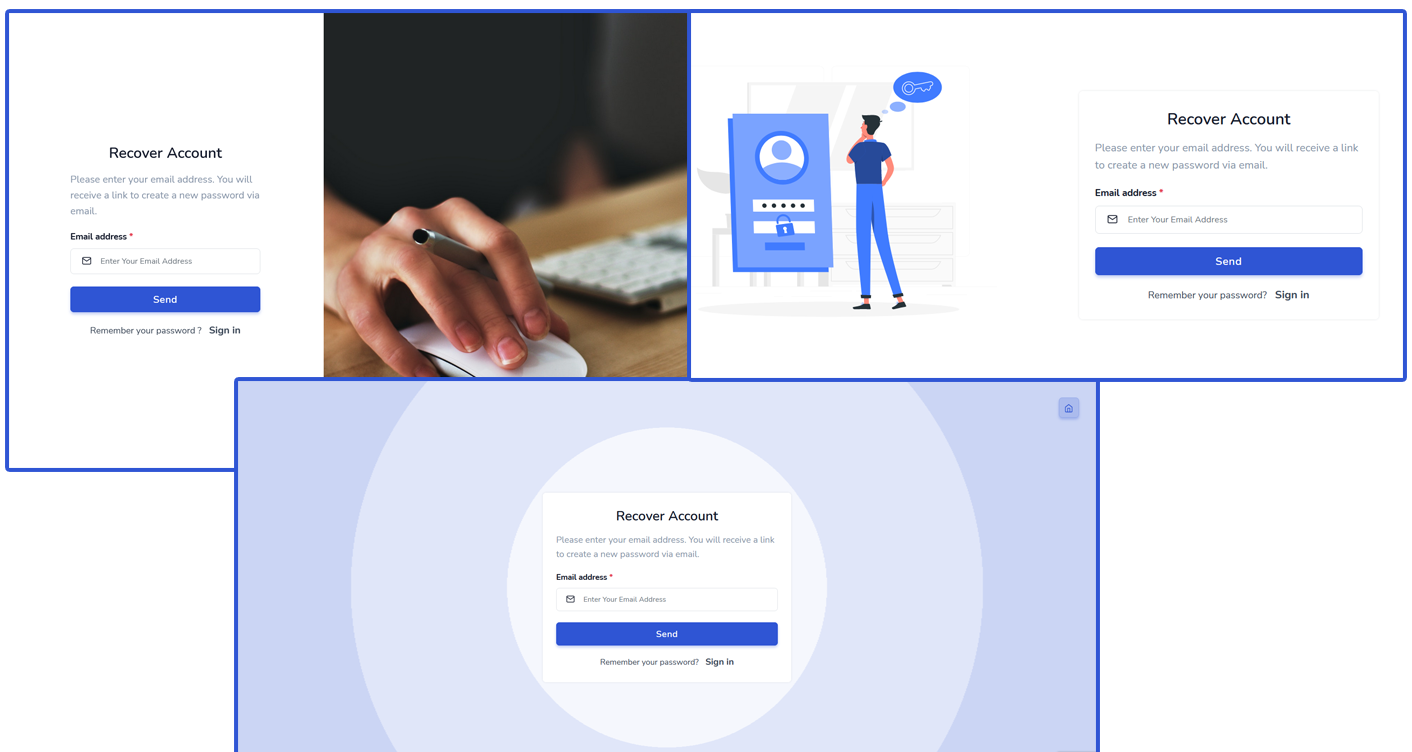 Recover Account
Please enter your email address. You will
receive a link to create a new password via
email.
Email address *
Enter Your Email Address
Send
Remember your password ? Sign in
Recover Account
Please enter your email address. You will receive a link
to create a new password via email.
Email address *
Enter Your Email Address
Send
Remember your password? Sign in
Recover Account
Please enter your email address. You will receive a link
to create a new password via email.
Email address *
Enter Your Email Address
Send
Remember your password? Sign in